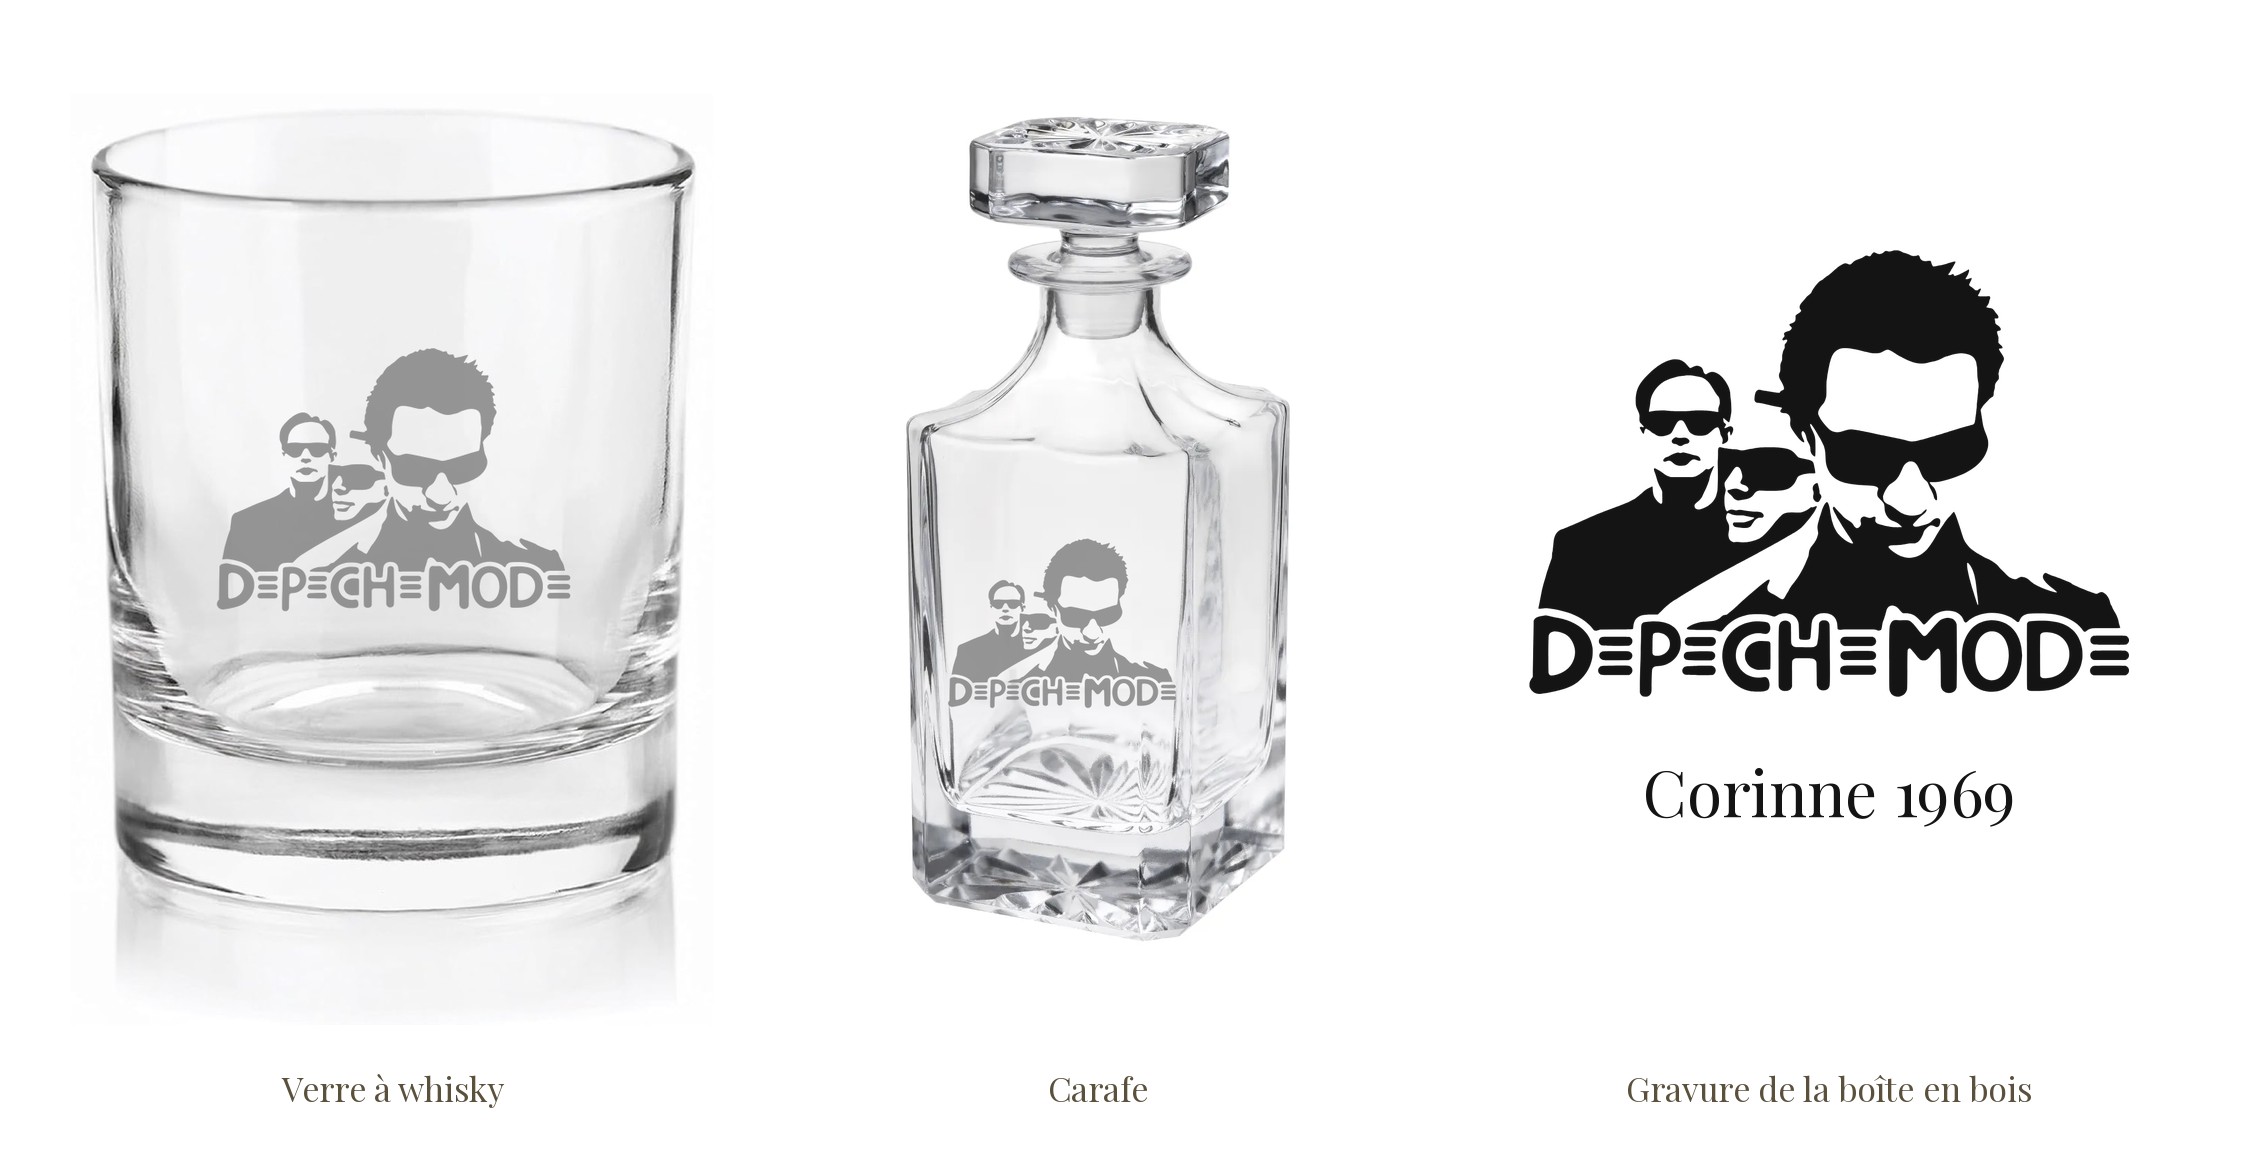 DEPECHE MODE
DEPECHE MODE
DEPECHE MODE
Corinne 1969
Verre à whisky
Carafe
Gravure de la boîte en bois